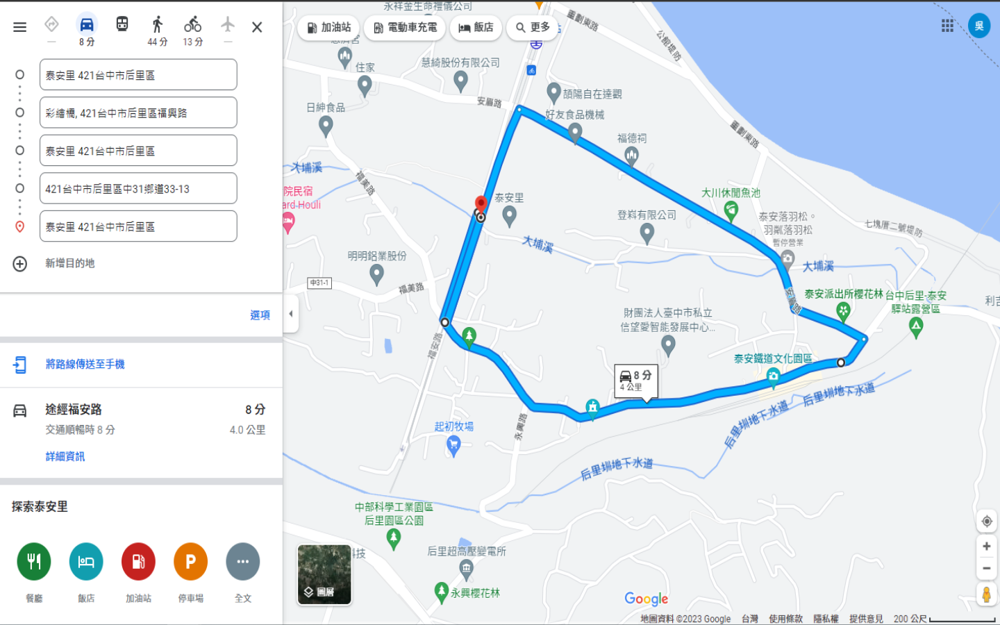 8 分
44 分
13 分
泰安里 421台中市后里區
彩繪橋, 421台中市后里區福興路
泰安里 421台中市后里區
421台中市后里區中31鄉道33-13
泰安里 421台中市后里區
新增目的地
選項
將路線傳送至手機
途經福安路
8 分
交通順暢時 8 分
4.0 公里
詳細資訊
探索泰安里
餐廳
飯店
加油站
停車場
全文
永祥金生命禮儀公司
加油站
電動車充電
飯店
更多
吳
重劃東路
公館堤防
住家
慧綺股份有限公司
頡陽自在達觀
安眉路
日紳食品
好友食品機械
福德祠
重劃東路
大埔溪
福美路
院民宿
ard-Houli
泰安里
大川休閒魚池
登嵙有限公司
泰安落羽松。
羽粼落羽松
暫停營業
七塊厝二號堤防
大埔溪
明明鋁業股份
大埔溪
中31-1
福美路
安眉路
泰安派出所櫻花林
台中后里-泰安
驛站露營區
利吉
財團法人臺中市私立
信望愛智能發展中心...
福安路
泰安鐵道文化園區
8 分
4 公里
后里圳地下水道
后里圳地下水道
起初牧場
永興路
后里圳地下水道
中部科學工業園區
后里園區公園
科技
后里超高壓變電所
永興櫻花林
圖層
Google
地圖資料 ©2023 Google
台灣
使用條款
隱私權
提供意見
200 公尺